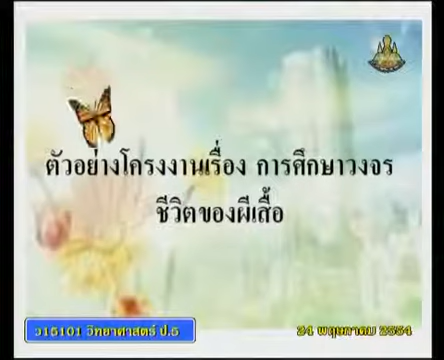 ตัวอย่างโครงงานเรื่อง การศึกษาวงจร
ชีวิตของผีเสื้อ
ว15101 วิทยาศาสตร์ ป.5
24 พฤษภาคม 2554